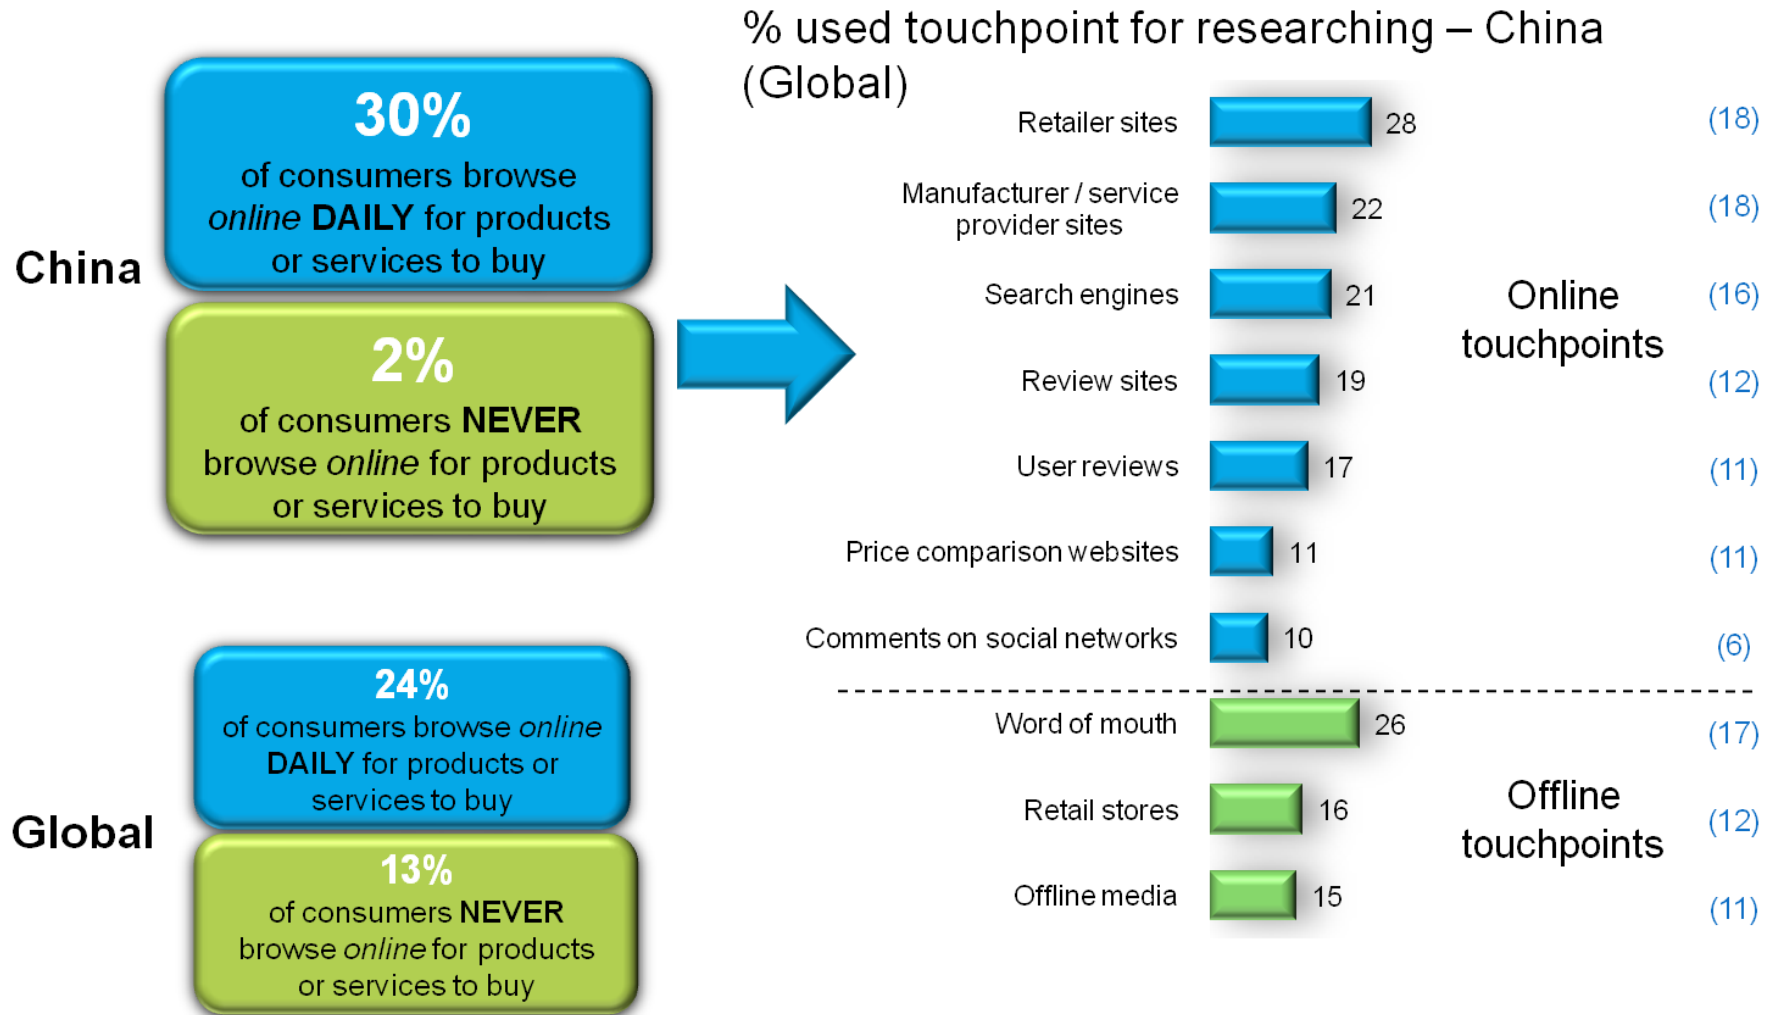 % used touchpoint for researching – China
(Global)
China
30%
of consumers browse
online DAILY for products
or services to buy
2%
of consumers NEVER
browse online for products
or services to buy
Global
24%
of consumers browse online
DAILY for products or
services to buy
13%
of consumers NEVER
browse online for products
or services to buy
Retailer sites 28 (18)
Manufacturer / service
provider sites 22 (18)
Search engines 21 (16)
Review sites 19 (12)
User reviews 17 (11)
Price comparison websites 11 (11)
Comments on social networks 10 (6)
Online
touchpoints
Word of mouth 26 (17)
Retail stores 16 (12)
Offline media 15 (11)
Offline
touchpoints